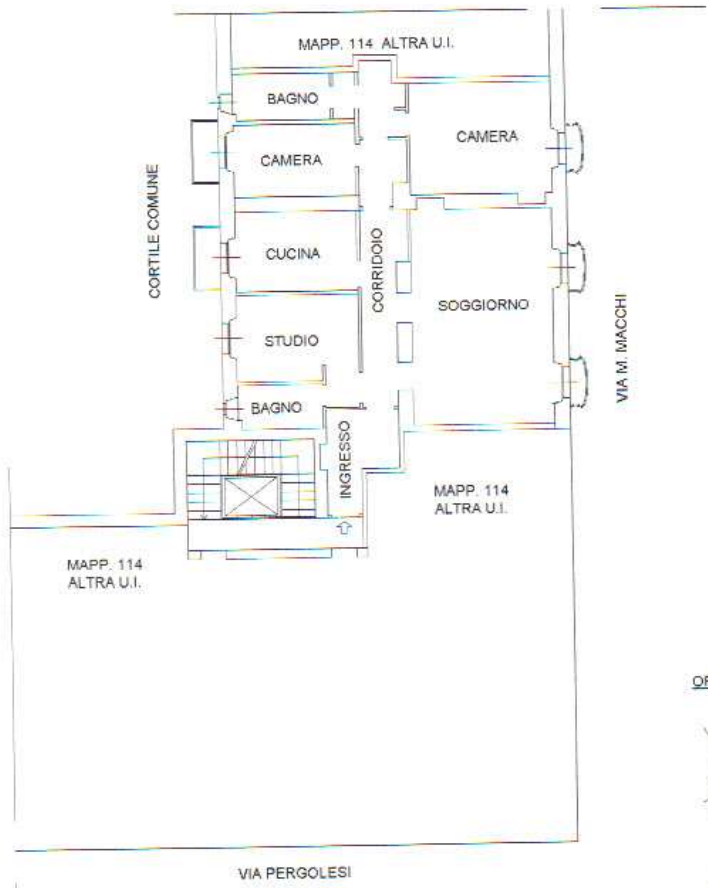 MAPP. 114 ALTRA U.I.
BAGNO
CAMERA
CAMERA
CORTILE COMUNE
CUCINA
CORRIDOIO
SOGGIORNO
STUDIO
VIA M. MACCHI
BAGNO
INGRESSO
MAPP. 114
ALTRA U.I.
MAPP. 114
ALTRA U.I.
VIA PERGOLESI